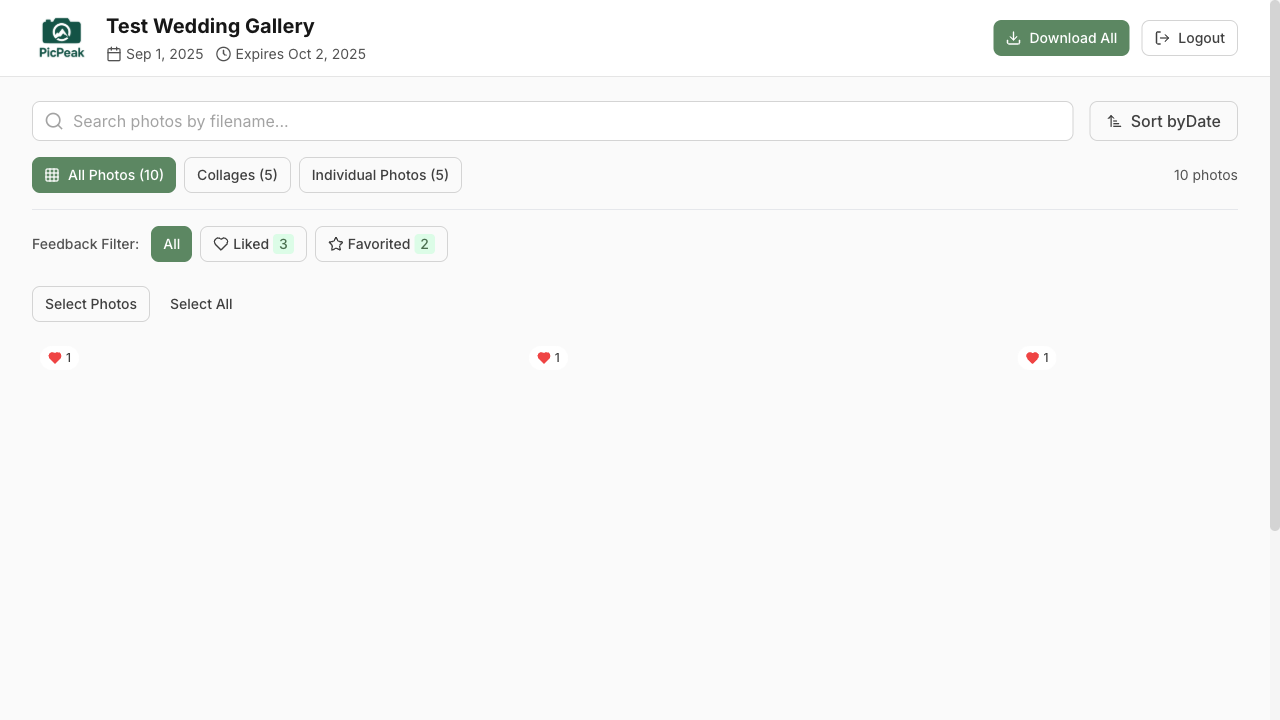 Test Wedding Gallery
PicPeak
Sep 1, 2025 Expires Oct 2, 2025
Download All
Logout
Search photos by filename...
Sort byDate
All Photos (10) Collages (5) Individual Photos (5)
10 photos
Feedback Filter: All Liked 3 Favorited 2
Select Photos Select All
1 1 1